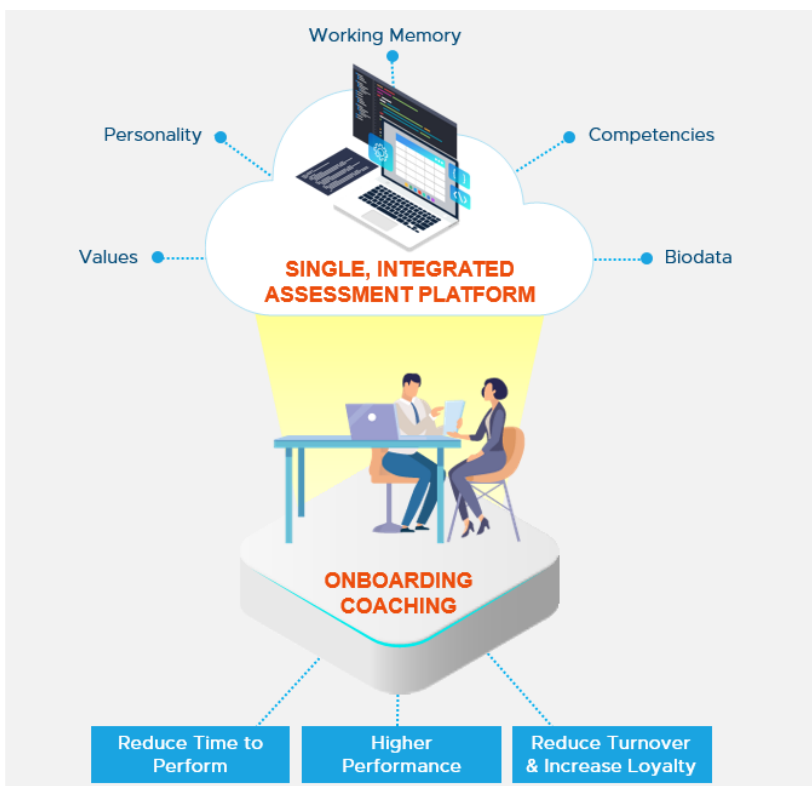 Working Memory
Personality
Competencies
Values
Biodata
SINGLE, INTEGRATED
ASSESSMENT PLATFORM
ONBOARDING
COACHING
Reduce Time to
Perform
Higher
Performance
Reduce Turnover
& Increase Loyalty